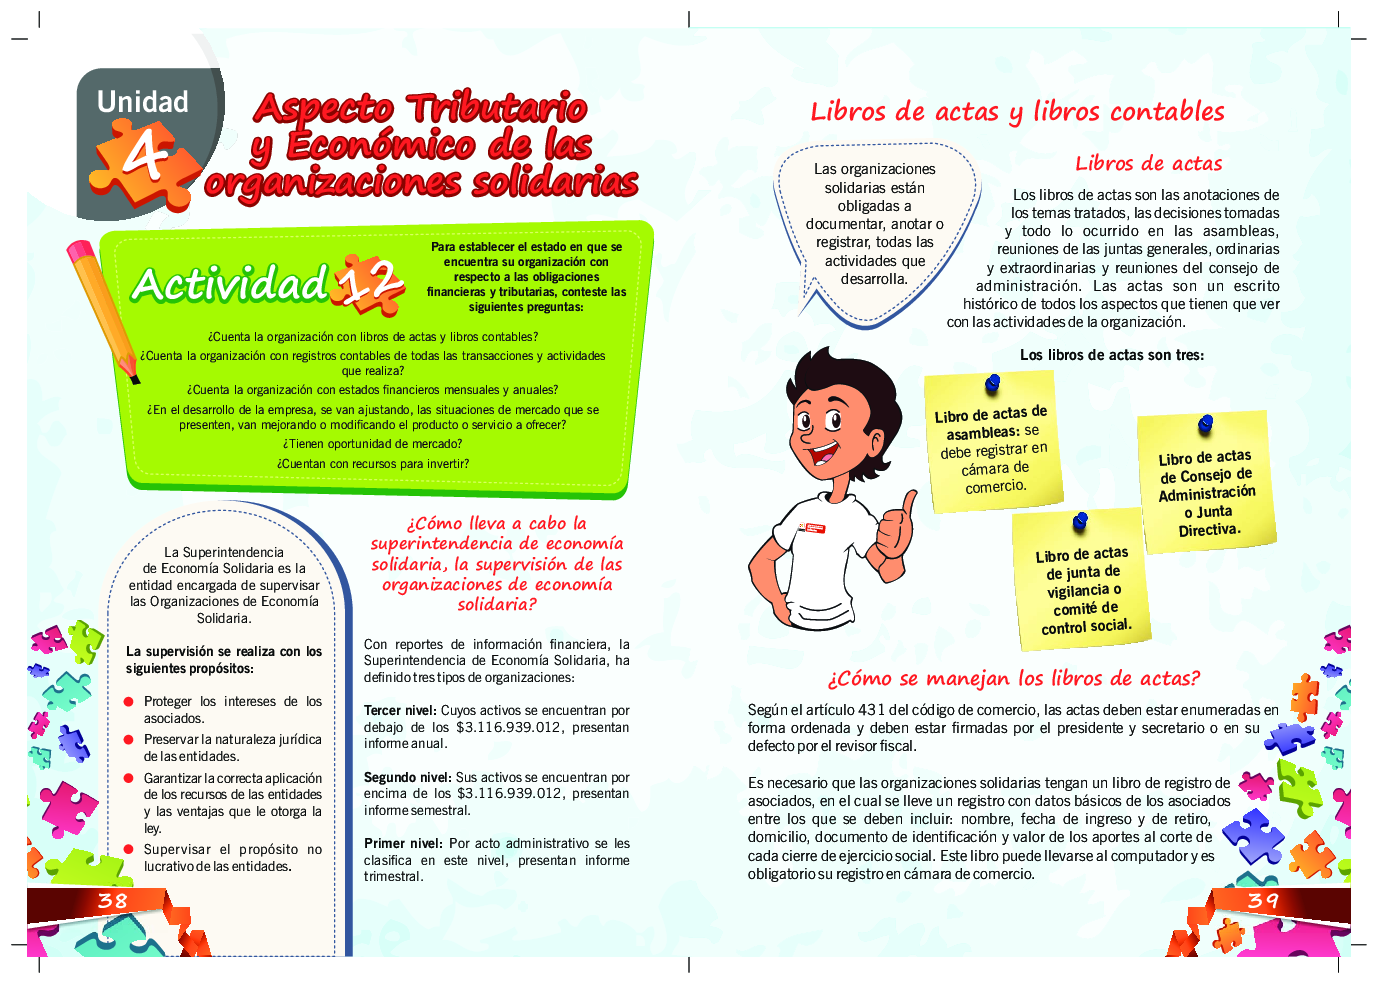 Unidad
4
Aspecto Tributario
y Económico de las
organizaciones solidarias
Actividad 12
Para establecer el estado en que se
encuentra su organización con
respecto a las obligaciones
financieras y tributarias, conteste las
siguientes preguntas:
¿Cuenta la organización con libros de actas y libros contables?
¿Cuenta la organización con registros contables de todas las transacciones y actividades
que realiza?
¿Cuenta la organización con estados financieros mensuales y anuales?
¿En el desarrollo de la empresa, se van ajustando, las situaciones de mercado que se
presenten, van mejorando o modificando el producto o servicio a ofrecer?
¿Tienen oportunidad de mercado?
¿Cuentan con recursos para invertir?
La Superintendencia
de Economía Solidaria es la
entidad encargada de supervisar
las Organizaciones de Economía
Solidaria.
La supervisión se realiza con los
siguientes propósitos:
Proteger los intereses de los
asociados.
Preservar la naturaleza jurídica
de las entidades.
Garantizar la correcta aplicación
de los recursos de las entidades
y las ventajas que le otorga la
ley.
Supervisar el propósito no
lucrativo de las entidades.
¿Cómo lleva a cabo la
superintendencia de economía
solidaria, la supervisión de las
organizaciones de economía
solidaria?
Con reportes de información financiera, la
Superintendencia de Economía Solidaria, ha
definido tres tipos de organizaciones:
Tercer nivel: Cuyos activos se encuentran por
debajo de los $3.116.939.012, presentan
informe anual.
Segundo nivel: Sus activos se encuentran por
encima de los $3.116.939.012, presentan
informe semestral.
Primer nivel: Por acto administrativo se les
clasifica en este nivel, presentan informe
trimestral.
38
Libros de actas y libros contables
Las organizaciones
solidarias están
obligadas a
documentar, anotar o
registrar, todas las
actividades que
desarrolla.
Libros de actas
Los libros de actas son las anotaciones de
los temas tratados, las decisiones tomadas
y todo lo ocurrido en las asambleas,
reuniones de las juntas generales, ordinarias
y extraordinarias y reuniones del consejo de
administración. Las actas son un escrito
histórico de todos los aspectos que tienen que ver
con las actividades de la organización.
Los libros de actas son tres:
Libro de actas de
asambleas: se
debe registrar en
cámara de
comercio.
Libro de actas
de Consejo de
Administración
o Junta
Directiva.
Libro de actas
de junta de
vigilancia o
comité de
control social.
¿Cómo se manejan los libros de actas?
Según el artículo 431 del código de comercio, las actas deben estar enumeradas en
forma ordenada y deben estar firmadas por el presidente y secretario o en su
defecto por el revisor fiscal.
Es necesario que las organizaciones solidarias tengan un libro de registro de
asociados, en el cual se lleve un registro con datos básicos de los asociados
entre los que se deben incluir: nombre, fecha de ingreso y de retiro,
domicilio, documento de identificación y valor de los aportes al corte de
cada cierre de ejercicio social. Este libro puede llevarse al computador y es
obligatorio su registro en cámara de comercio.
39